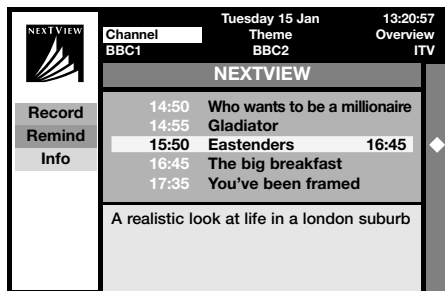 NEXTVIEW
Tuesday 15 Jan 13:20:57
Channel Theme Overview
BBC1 BBC2 ITV
NEXTVIEW
Record
Remind
Info
14:50 Who wants to be a millionaire
14:55 Gladiator
15:50 Eastenders 16:45
16:45 The big breakfast
17:35 You've been framed
A realistic look at life in a london suburb